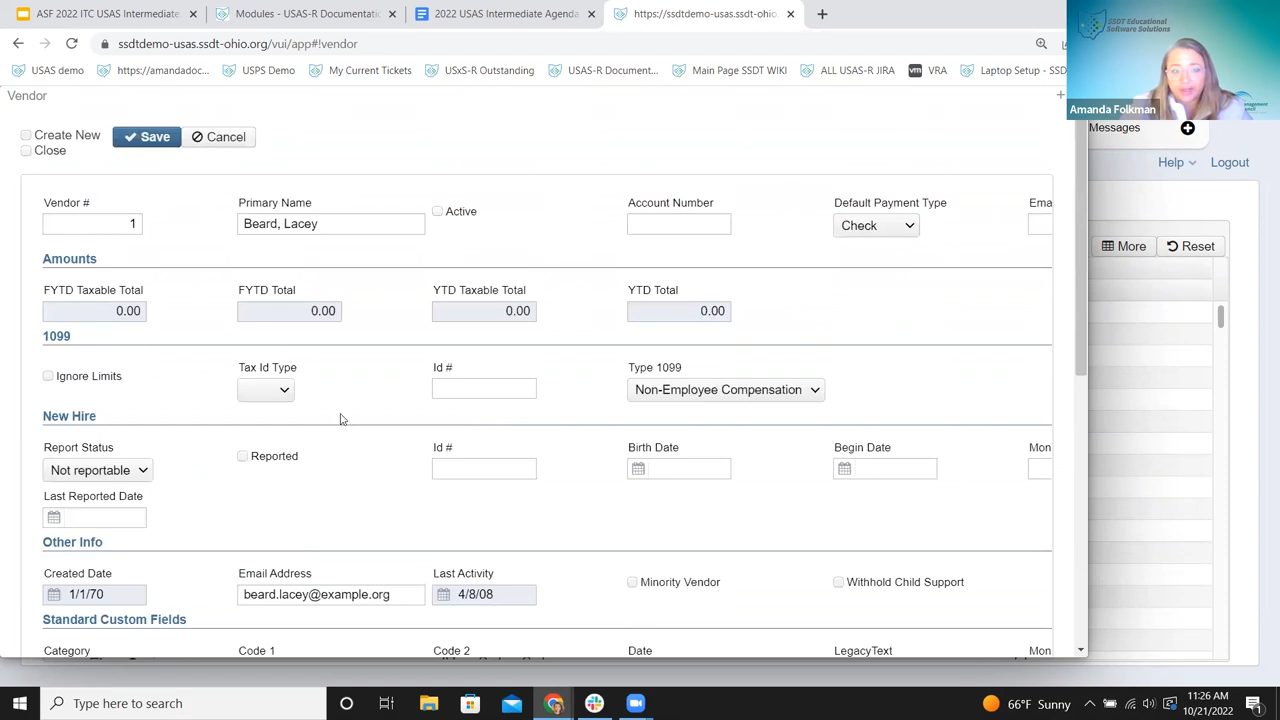 ASF 2022 ITC USAS Intermediate
Modules - USAS-R Documentati
2022 USAS Intermediate Agenda
https://ssdtdemo-usas.ssdt-ohio.
SSDT Educational
Software Solutions
ssdtdemo-usas.ssdt-ohio.org/vui/app#!vendor
USAS demo
https://amandadoc...
USPS Demo
My Current Tickets
USxS-R Outstanding
USAS-R Document...
Main Page SSDT WIKI
ALL USAS-R JIRA
vm VRA
Laptop Setup - SSD
Amanda Folkman
Vendor
Messages
Create New
Save
Cancel
Close
Help
Logout
Vendor #
Primary Name
Active
Account Number
Default Payment Type
Ema
1
Beard, Lacey
Check
More
Reset
Amounts
FYTD Taxable Total
FYTD Total
YTD Taxable Total
YTD Total
0.00
0.00
0.00
0.00
1099
Ignore Limits
Tax Id Type
Id #
Type 1099
Non-Employee Compensation
New Hire
Report Status
Reported
Id #
Birth Date
Begin Date
Mon
Not reportable
Last Reported Date
Other Info
Created Date
Email Address
Last Activity
Minority Vendor
Withhold Child Support
1/1/70
beard.lacey@example.org
4/8/08
Standard Custom Fields
Category
Code 1
Code 2
Date
LegacyText
Mon
Type here to search
66°F Sunny
11:26 AM
10/21/2022
1